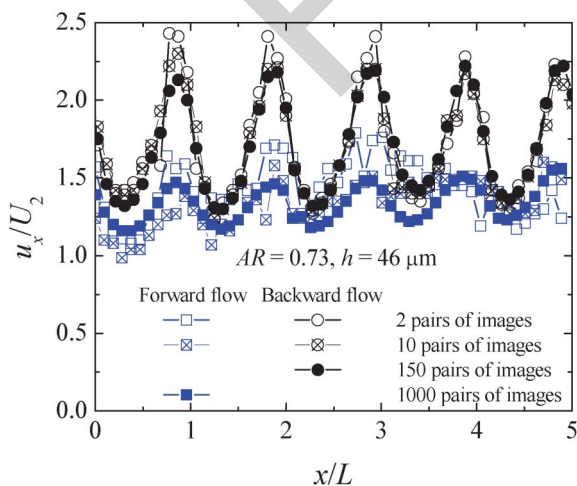 2.5
2.0
1.5
1.0
0.5
0.0
u_x/U_2
AR = 0.73, h = 46 μm
Forward flow Backward flow
2 pairs of images
10 pairs of images
150 pairs of images
1000 pairs of images
0 1 2 3 4 5
x/L